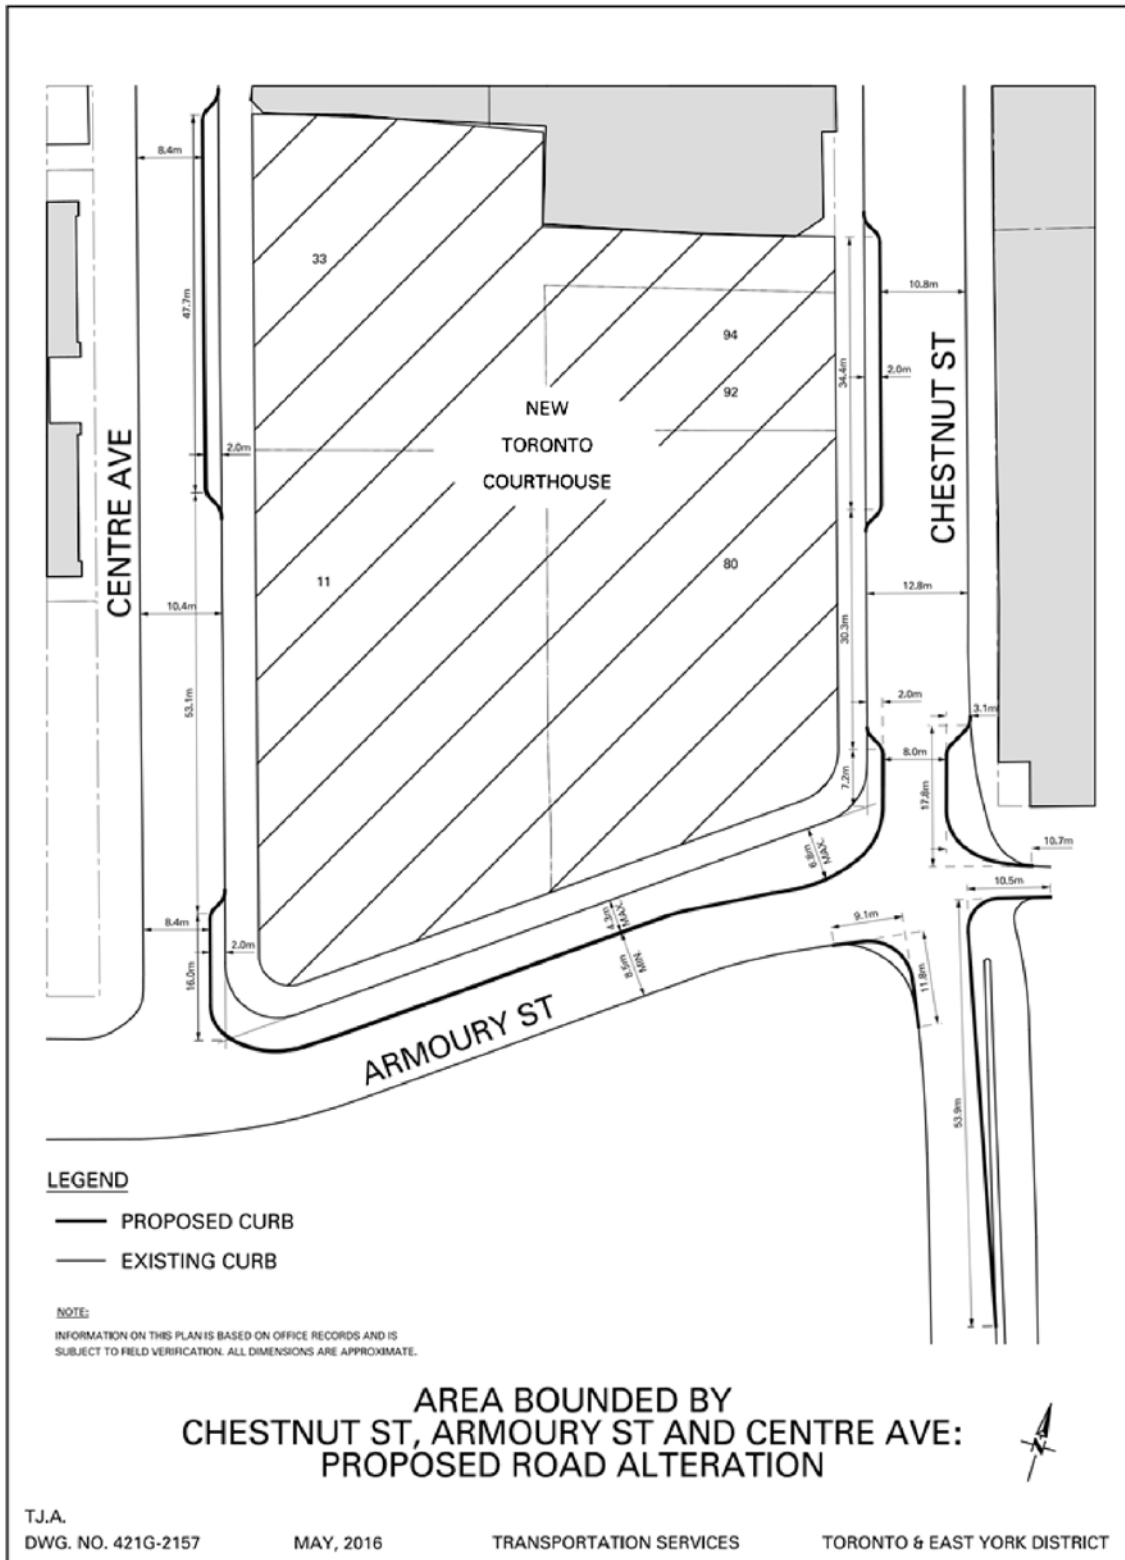 8.4m
33
47.7m
10.8m
94
34.4m
2.0m
92
NEW
TORONTO
COURTHOUSE
CHESTNUT ST
CENTRE AVE
2.0m
11
80
12.8m
10.4m
30.3m
53.1m
2.0m
3.1m
8.0m
7.2m
17.8m
10.7m
6.8m
MAX.
10.5m
4.3m
MAX.
9.1m
8.4m
2.0m
8.5m
MIN.
16.0m
11.8m
ARMOURY ST
53.9m
LEGEND
PROPOSED CURB
EXISTING CURB
NOTE:
INFORMATION ON THIS PLAN IS BASED ON OFFICE RECORDS AND IS
SUBJECT TO FIELD VERIFICATION. ALL DIMENSIONS ARE APPROXIMATE.
AREA BOUNDED BY
CHESTNUT ST, ARMOURY ST AND CENTRE AVE:
PROPOSED ROAD ALTERATION
N
T.J.A.
DWG. NO. 421G-2157 MAY, 2016 TRANSPORTATION SERVICES TORONTO & EAST YORK DISTRICT